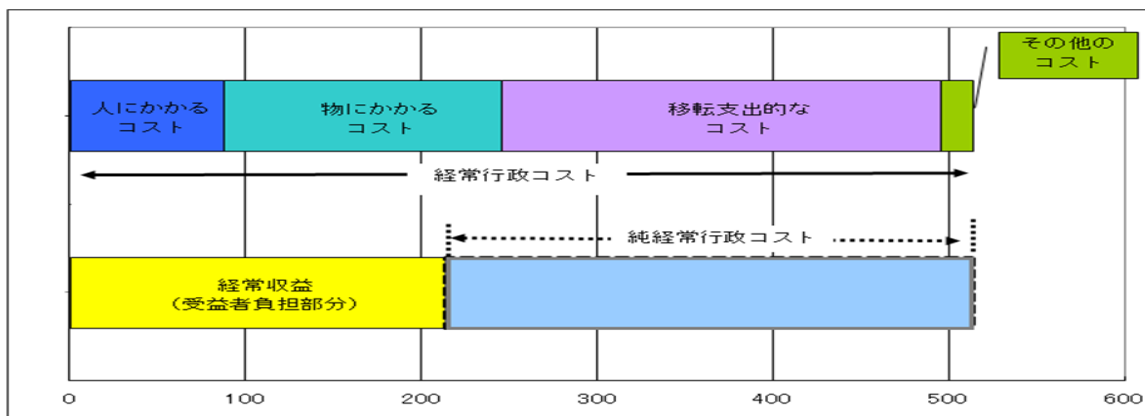 その他の
コスト
人にかかる
コスト
物にかかる
コスト
移転支出的な
コスト
経常行政コスト
純経常行政コスト
経常収益
（受益者負担部分）
0 100 200 300 400 500 600